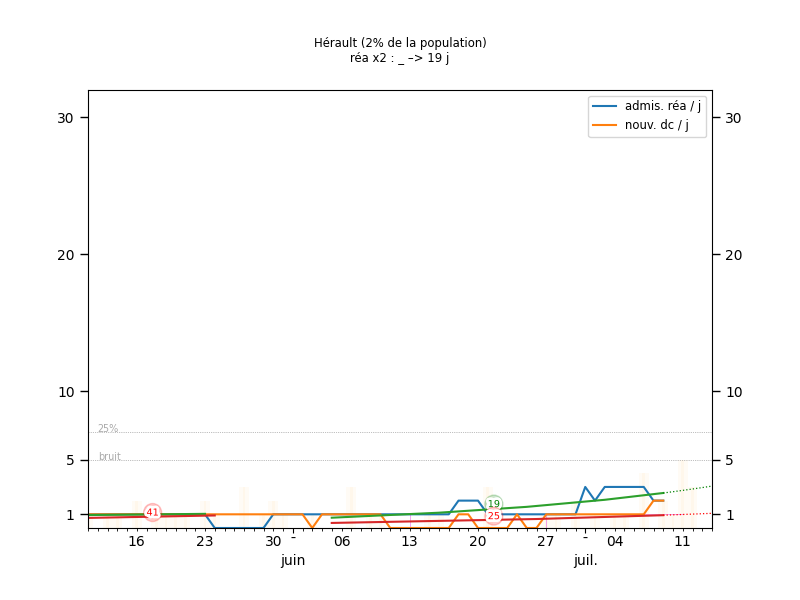 Hérault (2% de la population)
réa x2 : _ –> 19 j
admis. réa / j
nouv. dc / j
30 30
20 20
10 10
25%
5 5
bruit
19
41 25
1 1
16 23 30 - 06 13 20 27 - 04 11
juin juil.